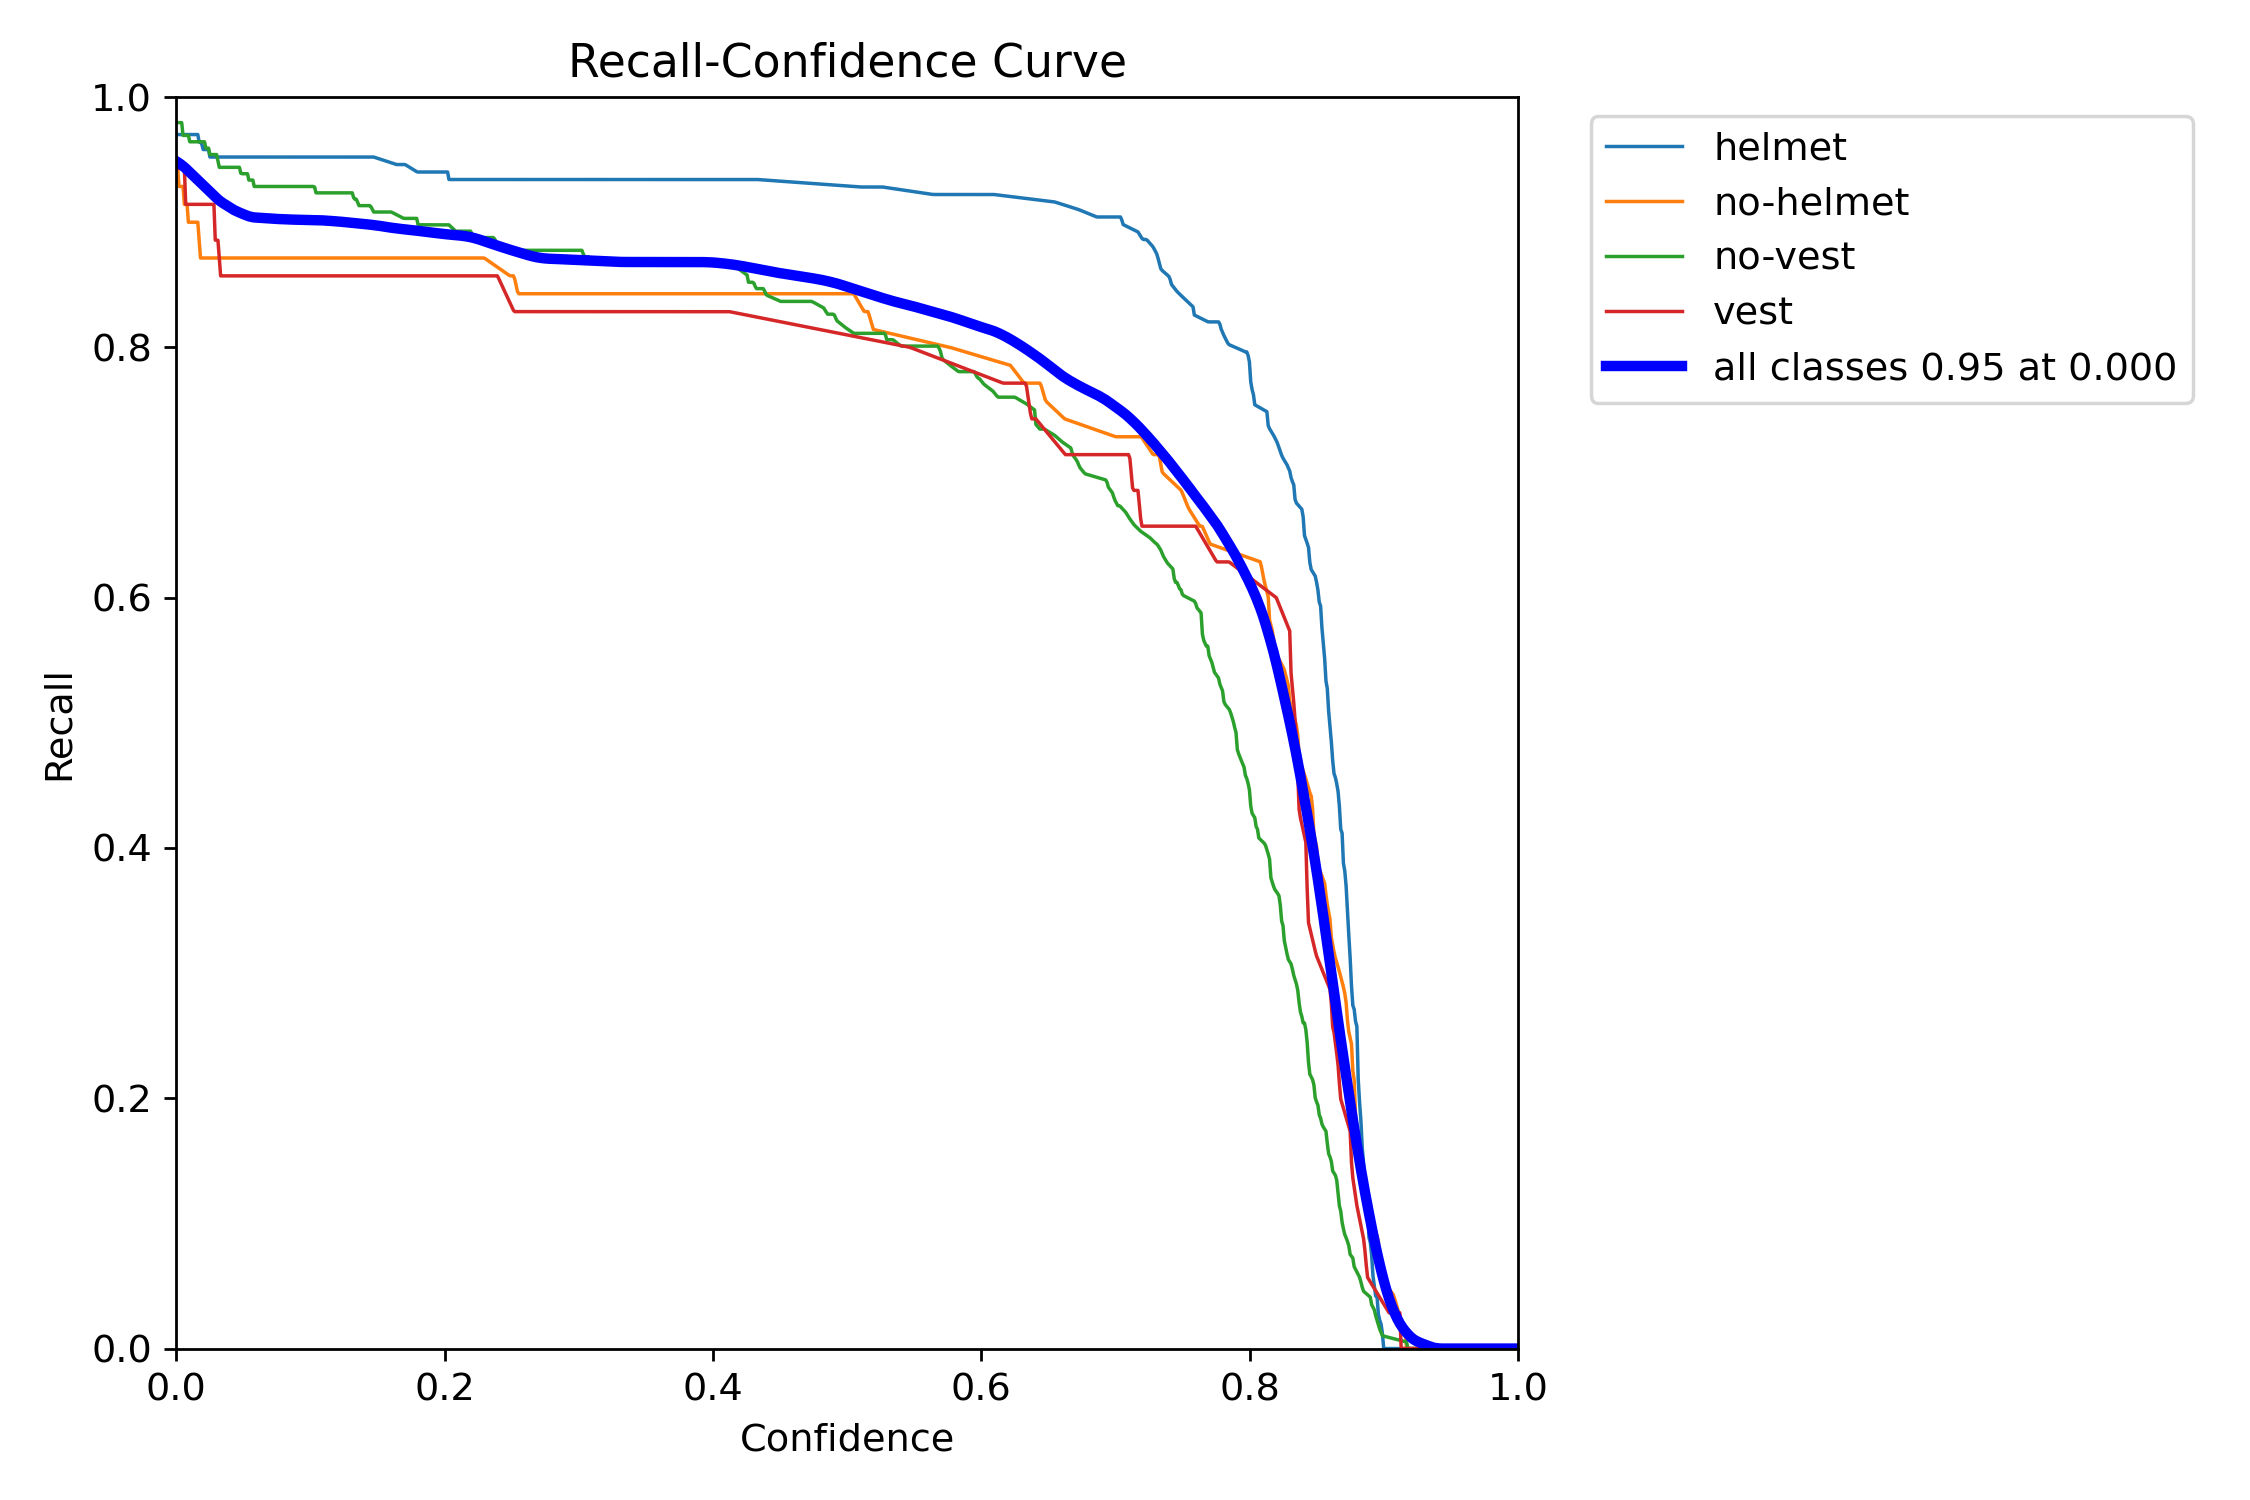 Recall-Confidence Curve
1.0
0.8
0.6
0.4
0.2
0.0
Recall
0.0 0.2 0.4 0.6 0.8 1.0
Confidence
helmet
no-helmet
no-vest
vest
all classes 0.95 at 0.000